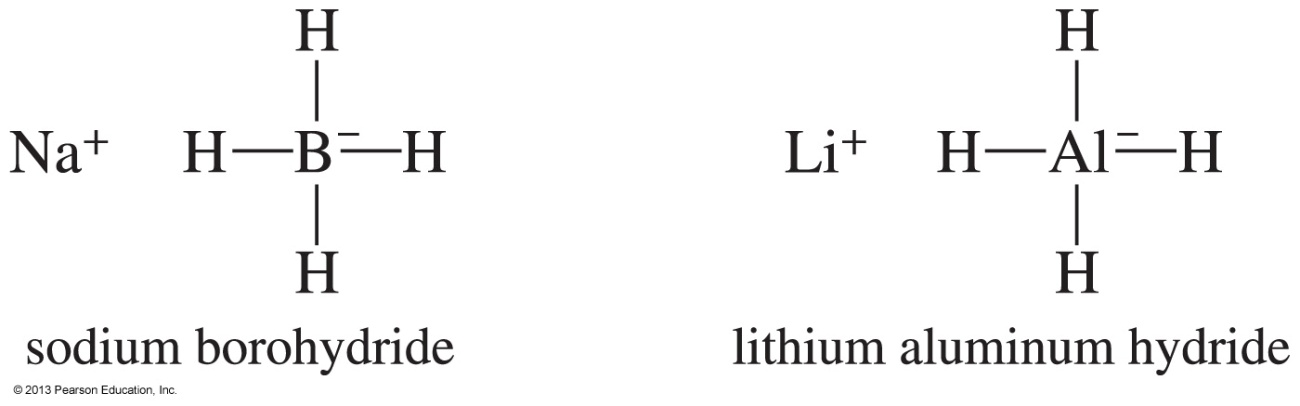 H H
Na⁺ H—B⁻—H Li⁺ H—Al⁻—H
H H
sodium borohydride lithium aluminum hydride
© 2013 Pearson Education, Inc.